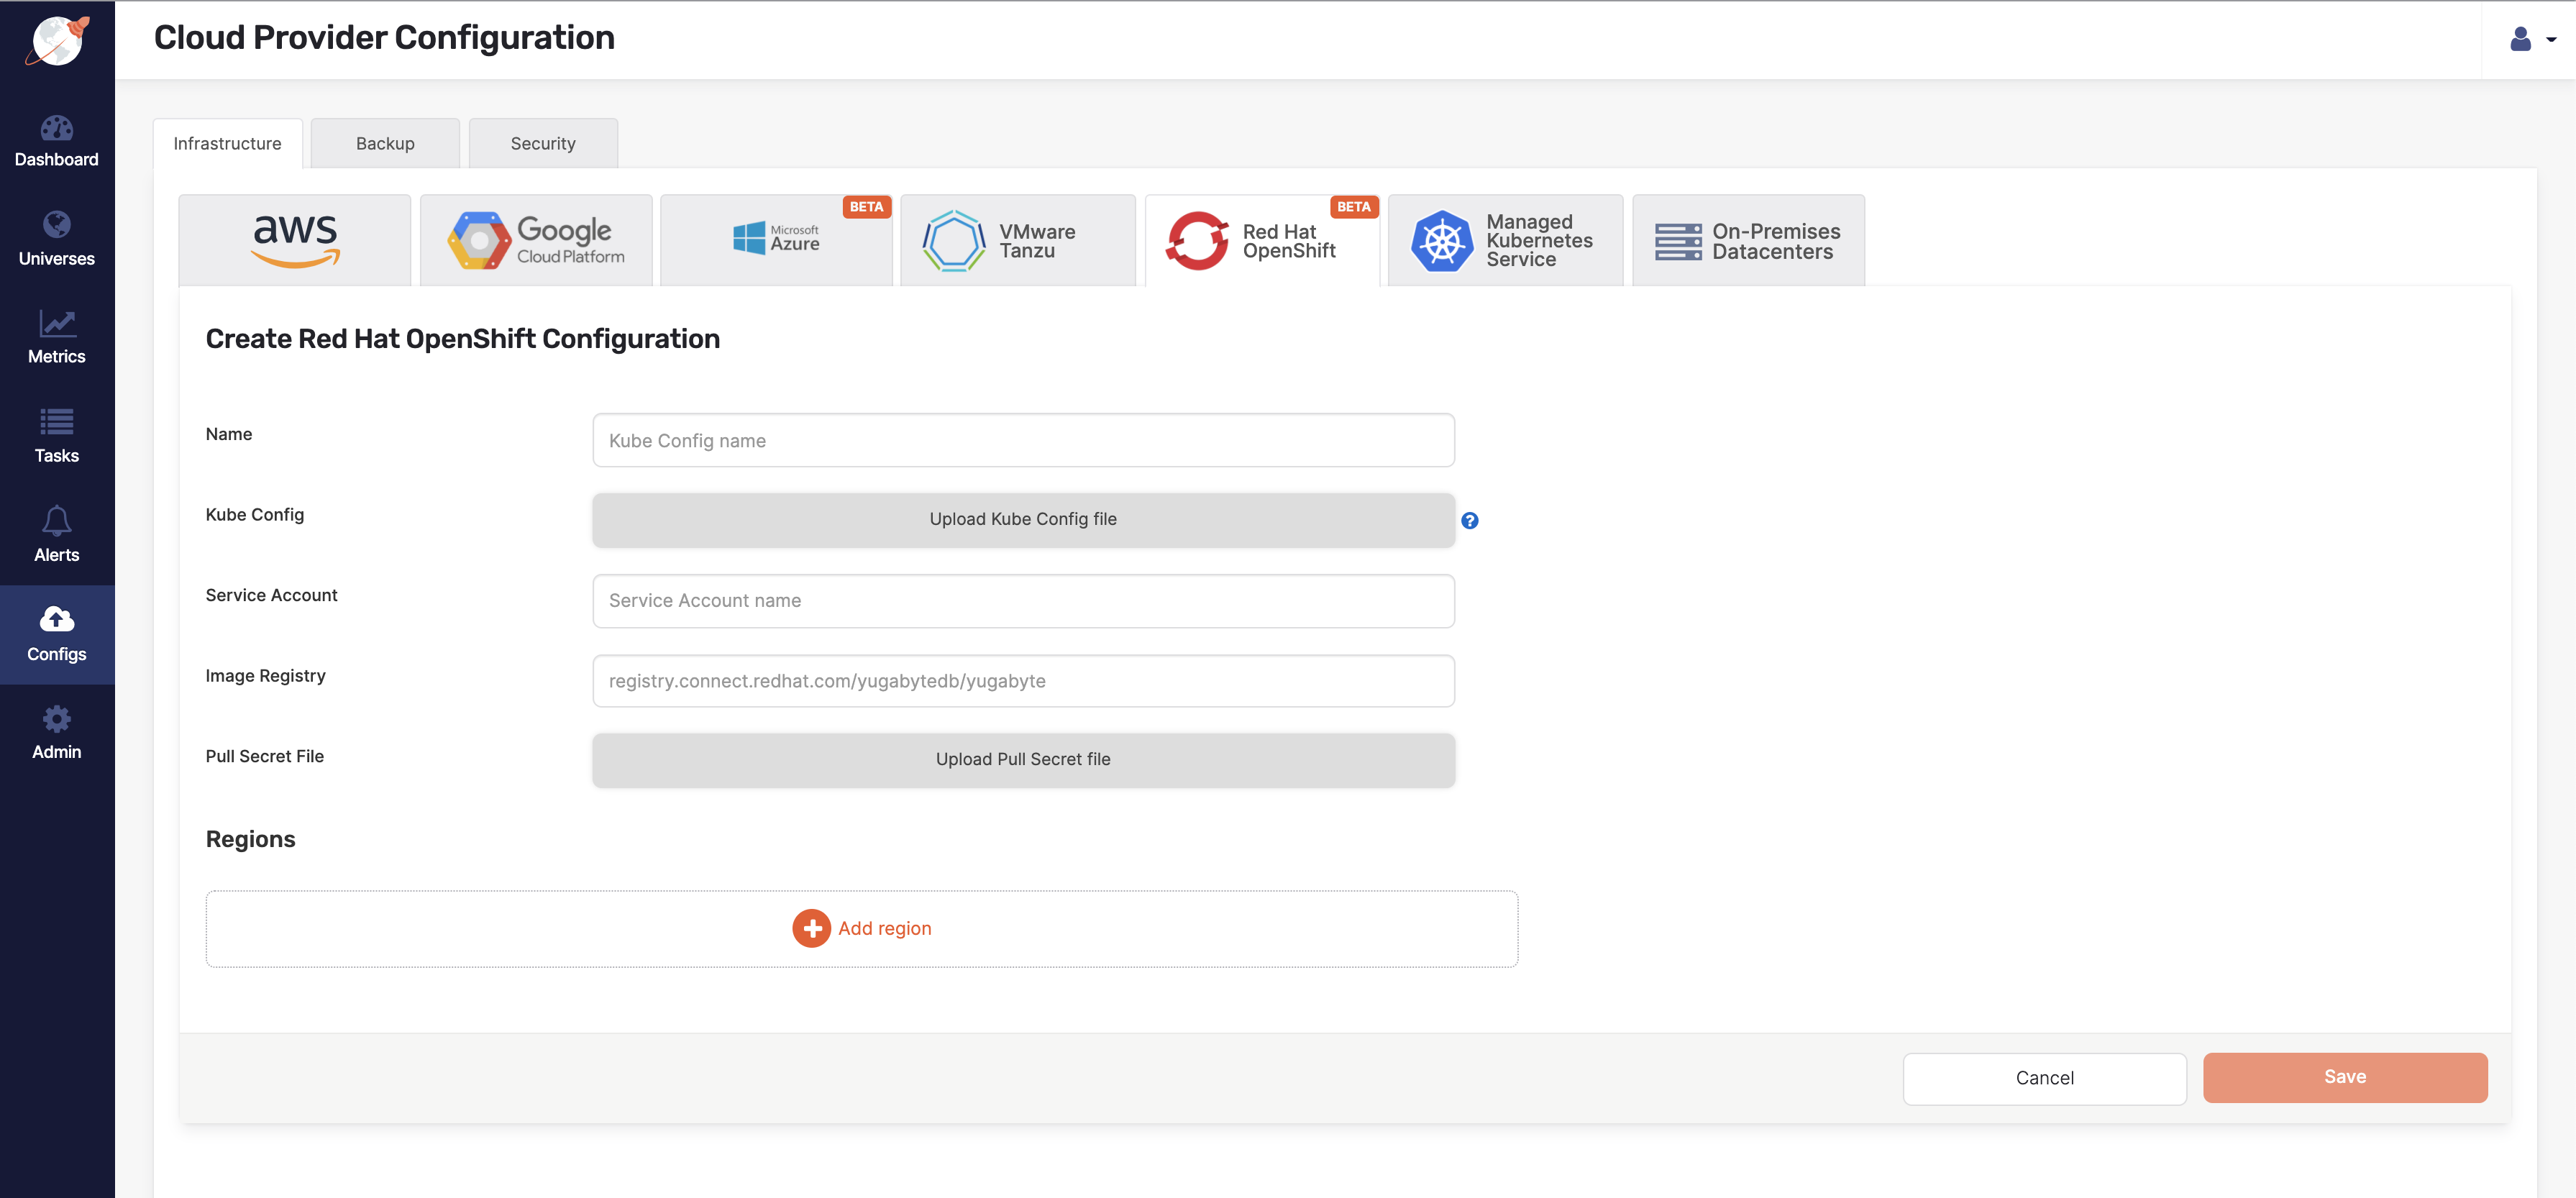 Cloud Provider Configuration
Dashboard
Universes
Metrics
Tasks
Alerts
Configs
Admin
Infrastructure
Backup
Security
aws
Google
Cloud Platform
BETA
Microsoft
Azure
VMware
Tanzu
BETA
Red Hat
OpenShift
Managed
Kubernetes
Service
On-Premises
Datacenters
Create Red Hat OpenShift Configuration
Name
Kube Config name
Kube Config
Upload Kube Config file
?
Service Account
Service Account name
Image Registry
registry.connect.redhat.com/yugabytedb/yugabyte
Pull Secret File
Upload Pull Secret file
Regions
Add region
Cancel
Save